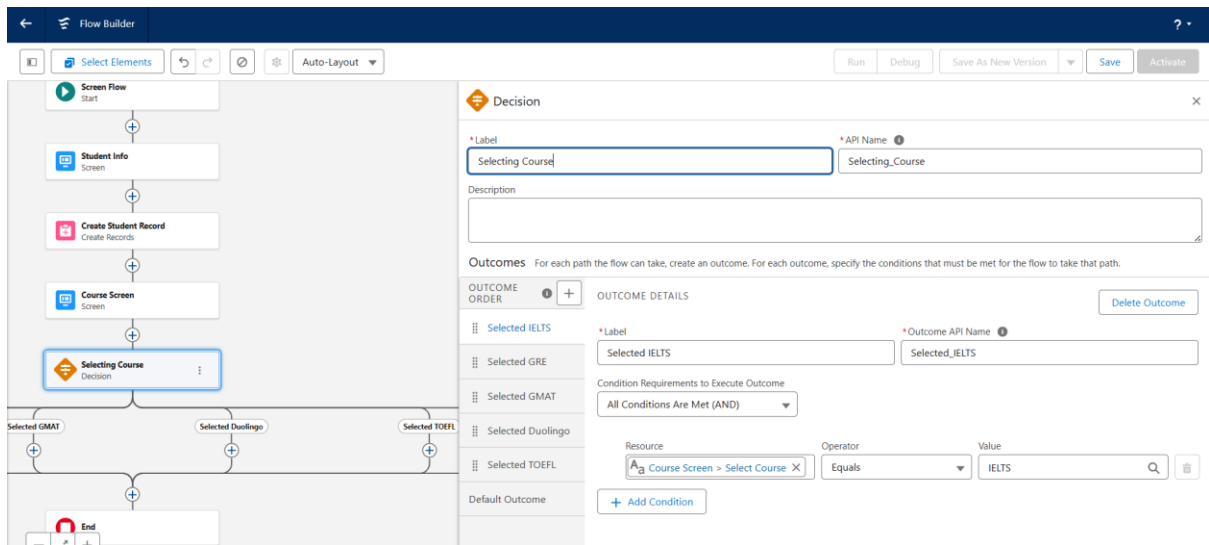 Flow Builder
?
Select Elements
Auto-Layout
Run
Debug
Save As New Version
Save
Activate
Screen Flow
Start
Student Info
Screen
Create Student Record
Create Records
Course Screen
Screen
Selecting Course
Decision
Selected GMAT
Selected Duolingo
Selected TOEFL
End
Decision
*Label
Selecting Course
*API Name
Selecting_Course
Description
Outcomes For each path the flow can take, create an outcome. For each outcome, specify the conditions that must be met for the flow to take that path.
OUTCOME
ORDER
Selected IELTS
Selected GRE
Selected GMAT
Selected Duolingo
Selected TOEFL
Default Outcome
OUTCOME DETAILS
Delete Outcome
*Label
Selected IELTS
*Outcome API Name
Selected_IELTS
Condition Requirements to Execute Outcome
All Conditions Are Met (AND)
Resource
Aa Course Screen > Select Course
Operator
Equals
Value
IELTS
+ Add Condition